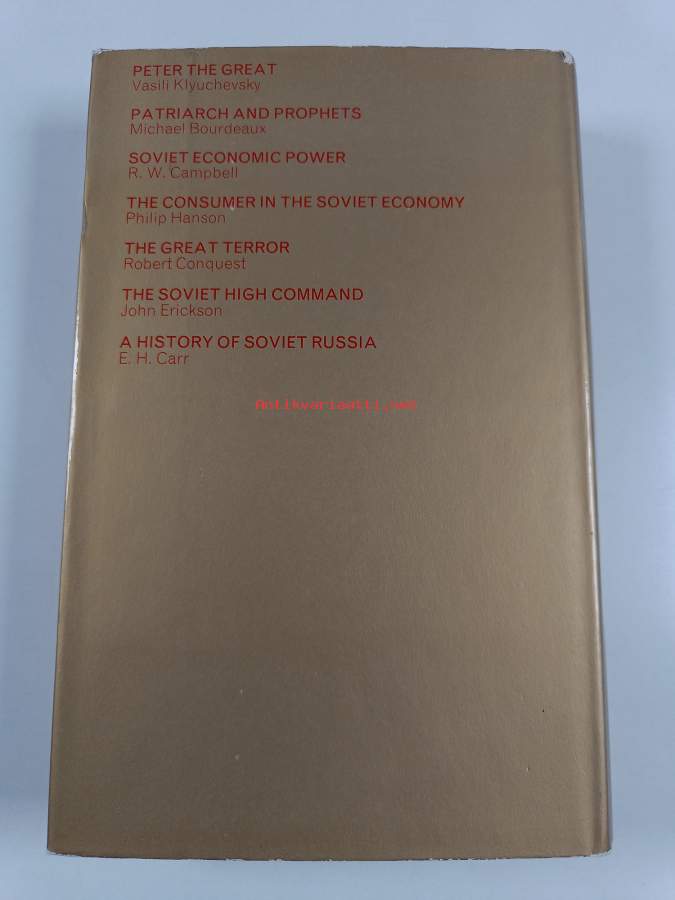 PETER THE GREAT
Vasili Klyuchevsky
PATRIARCH AND PROPHETS
Michael Bourdeaux
SOVIET ECONOMIC POWER
R. W. Campbell
THE CONSUMER IN THE SOVIET ECONOMY
Philip Hanson
THE GREAT TERROR
Robert Conquest
THE SOVIET HIGH COMMAND
John Erickson
A HISTORY OF SOVIET RUSSIA
E. H. Carr
Antikvariaatti.net